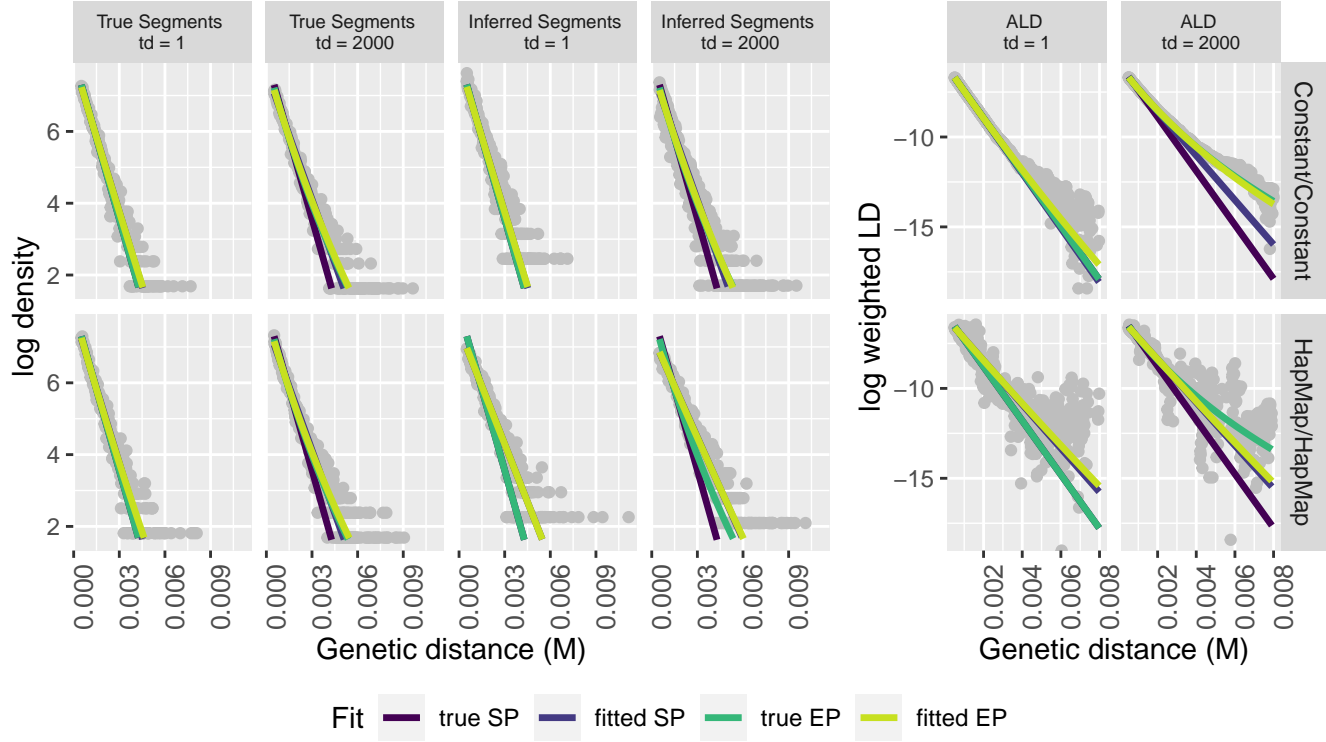 True Segments
td = 1
True Segments
td = 2000
Inferred Segments
td = 1
Inferred Segments
td = 2000
ALD
td = 1
ALD
td = 2000
log density
6
4
2
6
4
2
0.000
0.003
0.006
0.009
0.000
0.003
0.006
0.009
0.000
0.003
0.006
0.009
0.000
0.003
0.006
0.009
Genetic distance (M)
log weighted LD
−10
−15
−10
−15
Constant/Constant
HapMap/HapMap
0.002
0.004
0.006
0.008
0.002
0.004
0.006
0.008
Genetic distance (M)
Fit
true SP
fitted SP
true EP
fitted EP